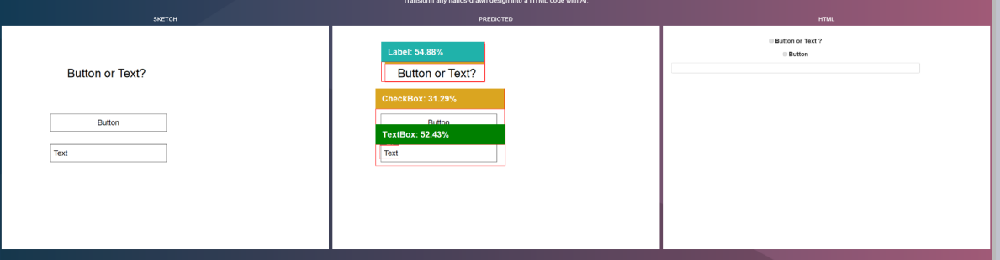 Transform any hands-drawn design into a HTML code with AI.
SKETCH
PREDICTED
HTML
Button or Text?
Button
Text
Label: 54.88%
Button or Text?
CheckBox: 31.29%
Button
TextBox: 52.43%
Text
Button or Text ?
Button